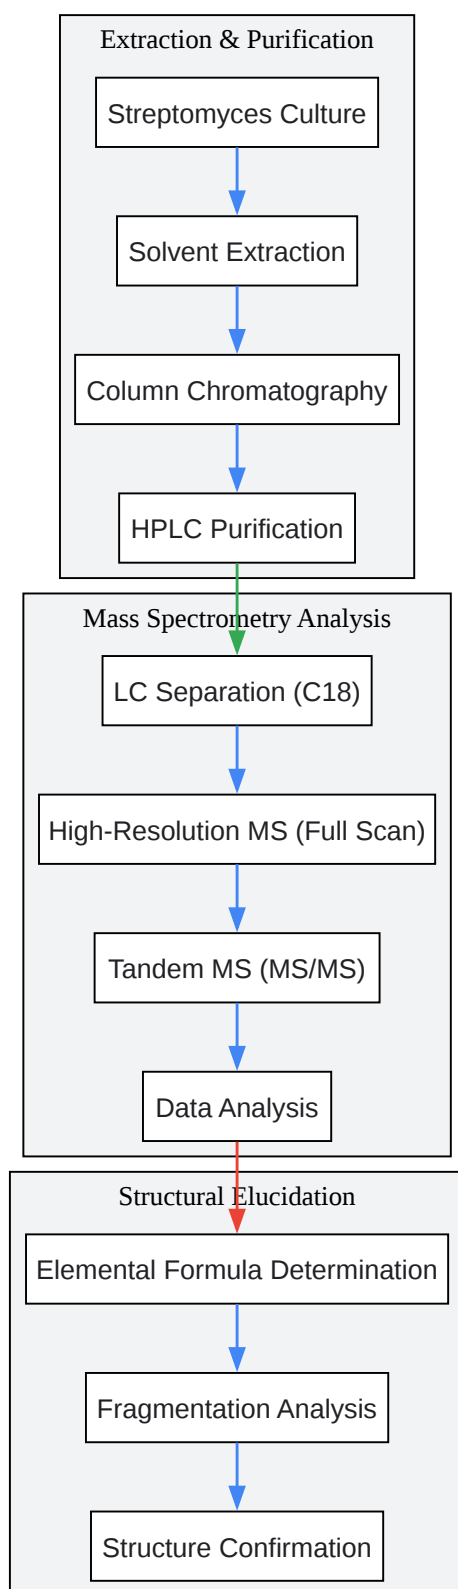 Extraction & Purification
Streptomyces Culture
Solvent Extraction
Column Chromatography
HPLC Purification
Mass Spectrometry Analysis
LC Separation (C18)
High-Resolution MS (Full Scan)
Tandem MS (MS/MS)
Data Analysis
Structural Elucidation
Elemental Formula Determination
Fragmentation Analysis
Structure Confirmation